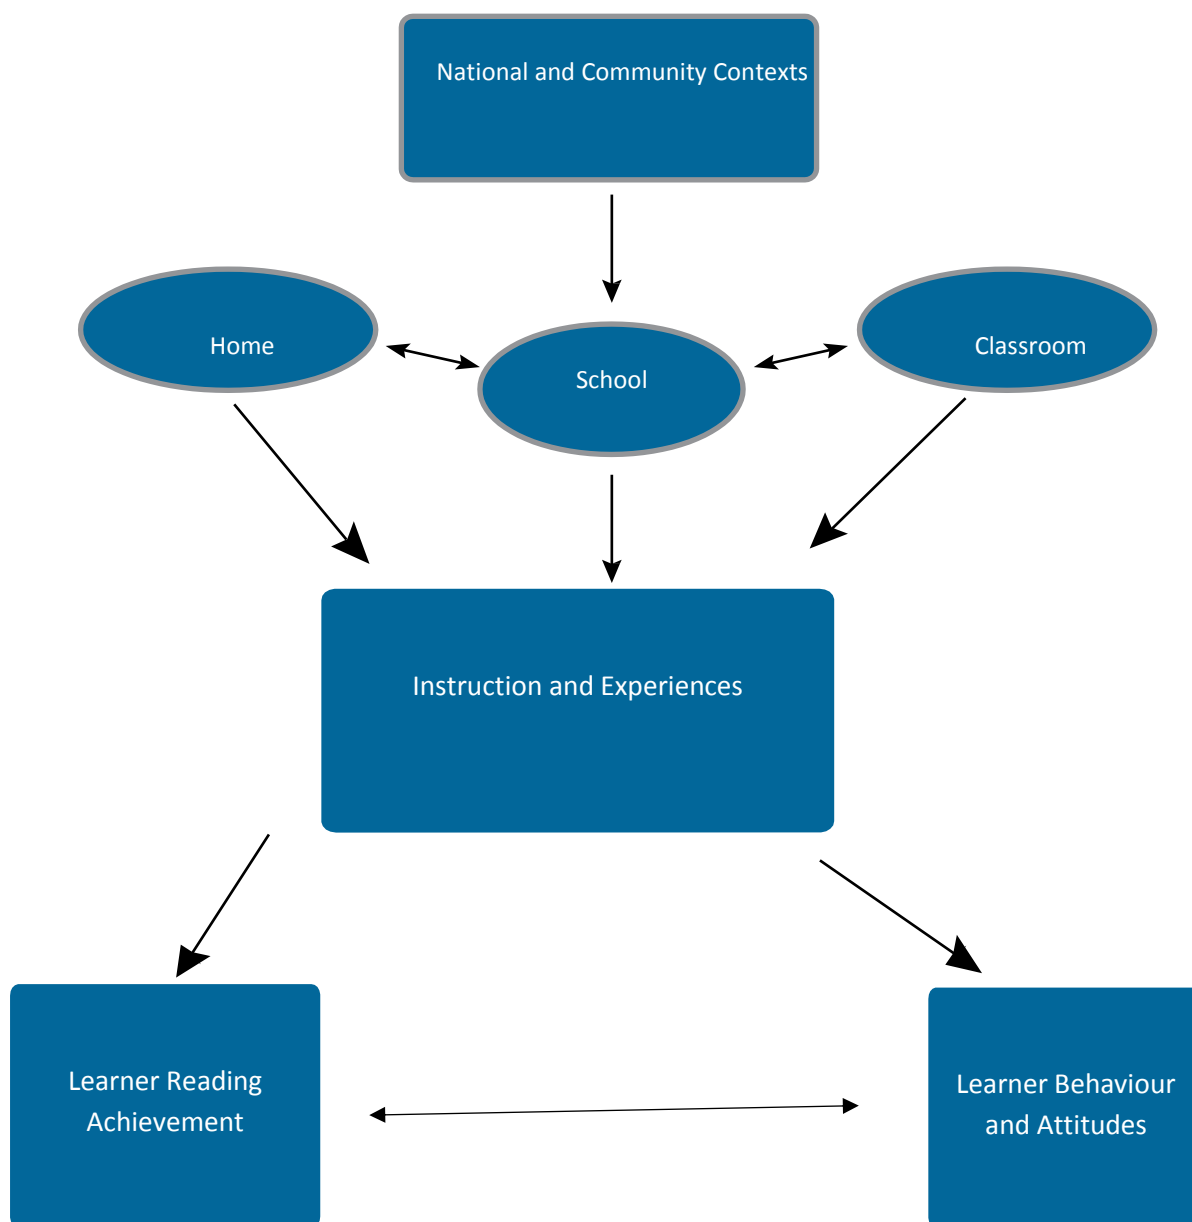 National and Community Contexts
Home
School
Classroom
Instruction and Experiences
Learner Reading
Achievement
Learner Behaviour
and Attitudes